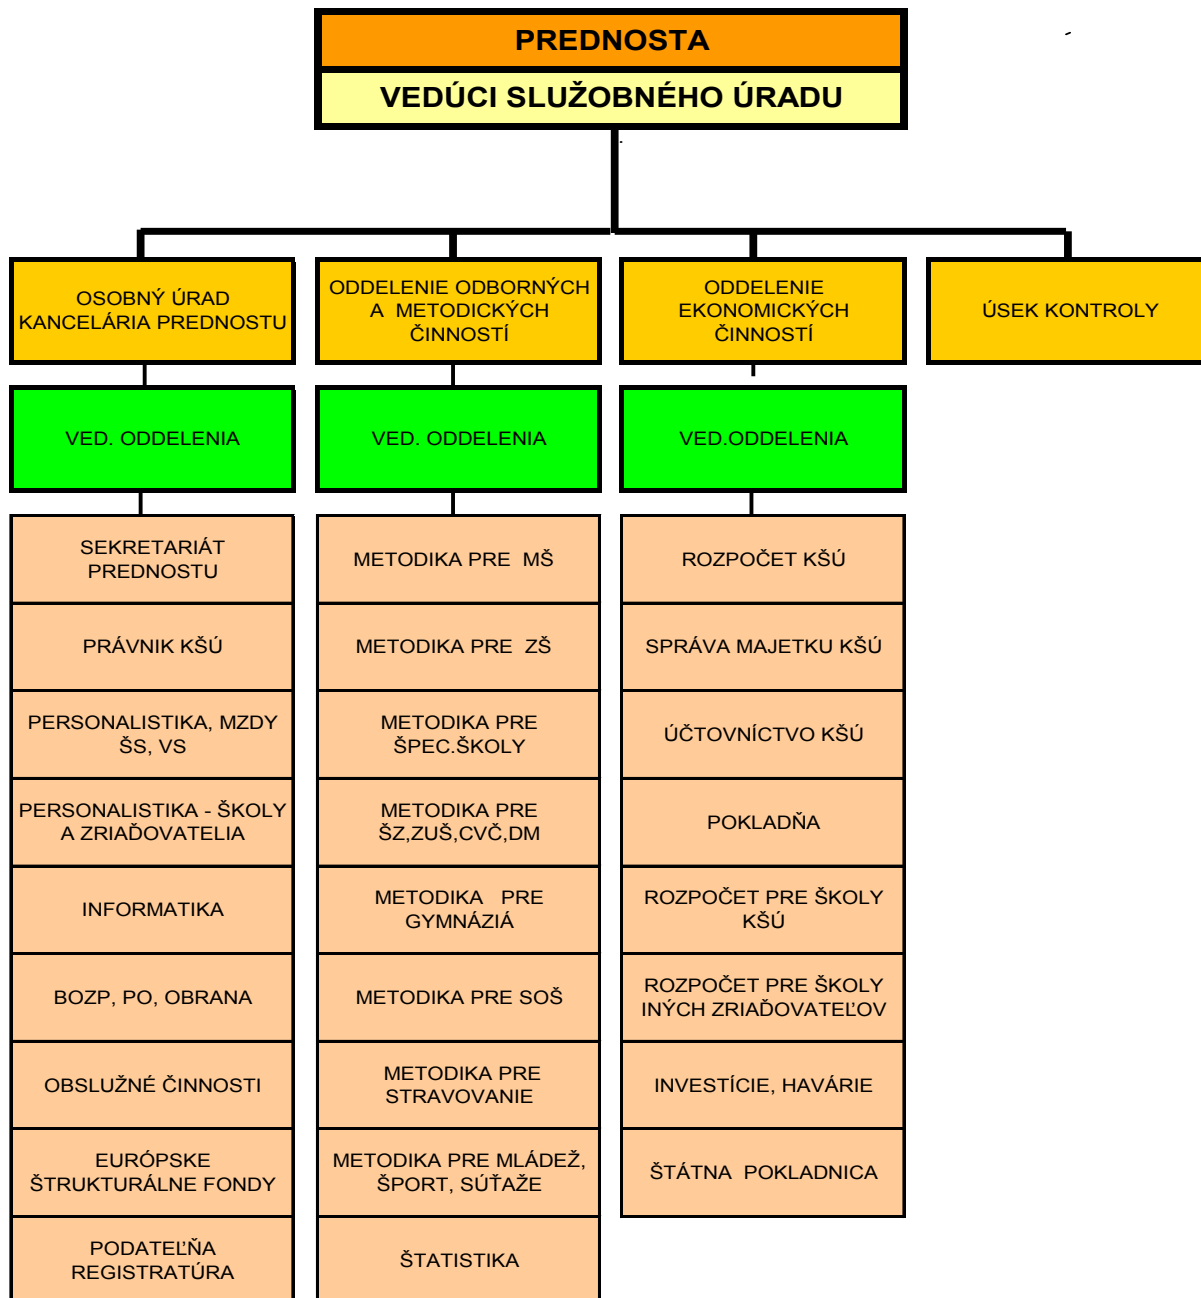 PREDNOSTA
VEDÚCI SLUŽOBNÉHO ÚRADU
OSOBNÝ ÚRAD
KANCELÁRIA PREDNOSTU
ODDELENIE ODBORNÝCH
A METODICKÝCH
ČINNOSTÍ
ODDELENIE
EKONOMICKÝCH
ČINNOSTÍ
ÚSEK KONTROLY
VED. ODDELENIA
VED. ODDELENIA
VED.ODDELENIA
SEKRETARIÁT
PREDNOSTU
PRÁVNIK KŠÚ
PERSONALISTIKA, MZDY
ŠS, VS
PERSONALISTIKA - ŠKOLY
A ZRIAĎOVATELIA
INFORMATIKA
BOZP, PO, OBRANA
OBSLUŽNÉ ČINNOSTI
EURÓPSKE
ŠTRUKTURÁLNE FONDY
PODATEĽŇA
REGISTRATÚRA
METODIKA PRE MŠ
METODIKA PRE ZŠ
METODIKA PRE
ŠPEC.ŠKOLY
METODIKA PRE
ŠZ,ZUŠ,CVČ,DM
METODIKA PRE
GYMNÁZIÁ
METODIKA PRE SOŠ
METODIKA PRE
STRAVOVANIE
METODIKA PRE MLÁDEŽ,
ŠPORT, SÚŤAŽE
ŠTATISTIKA
ROZPOČET KŠÚ
SPRÁVA MAJETKU KŠÚ
ÚČTOVNÍCTVO KŠÚ
POKLADŇA
ROZPOČET PRE ŠKOLY
KŠÚ
ROZPOČET PRE ŠKOLY
INÝCH ZRIAĎOVATEĽOV
INVESTÍCIE, HAVÁRIE
ŠTÁTNA POKLADNICA